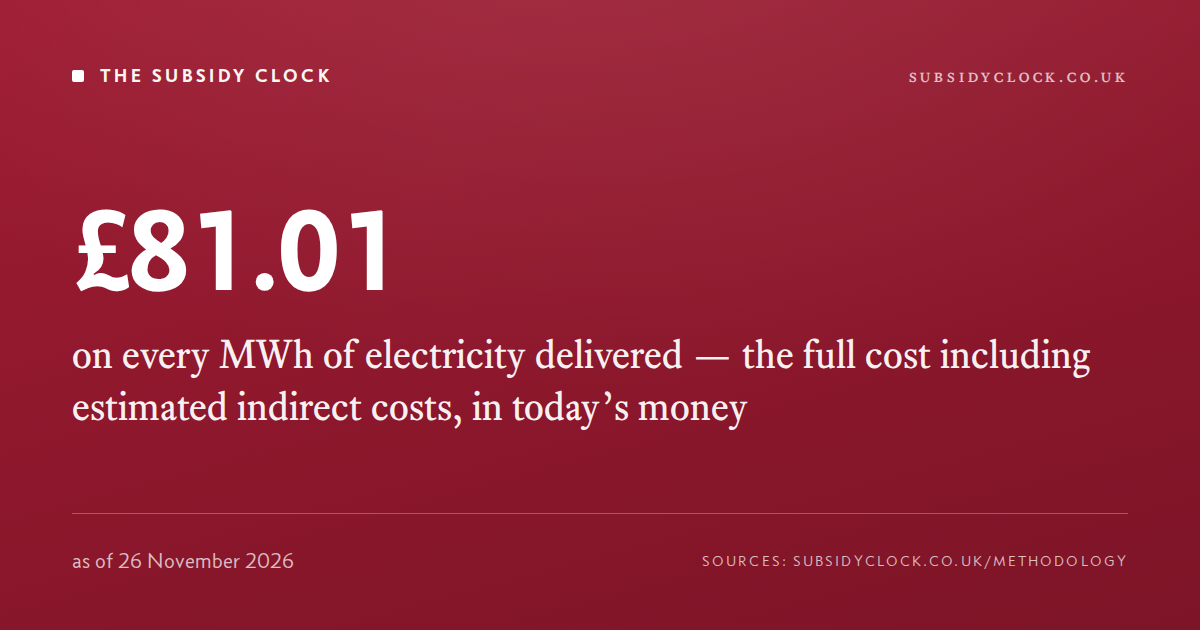 THE SUBSIDY CLOCK
SUBSIDYCLOCK.CO.UK
£81.01
on every MWh of electricity delivered — the full cost including
estimated indirect costs, in today’s money
as of 26 November 2026
SOURCES: SUBSIDYCLOCK.CO.UK/METHODOLOGY